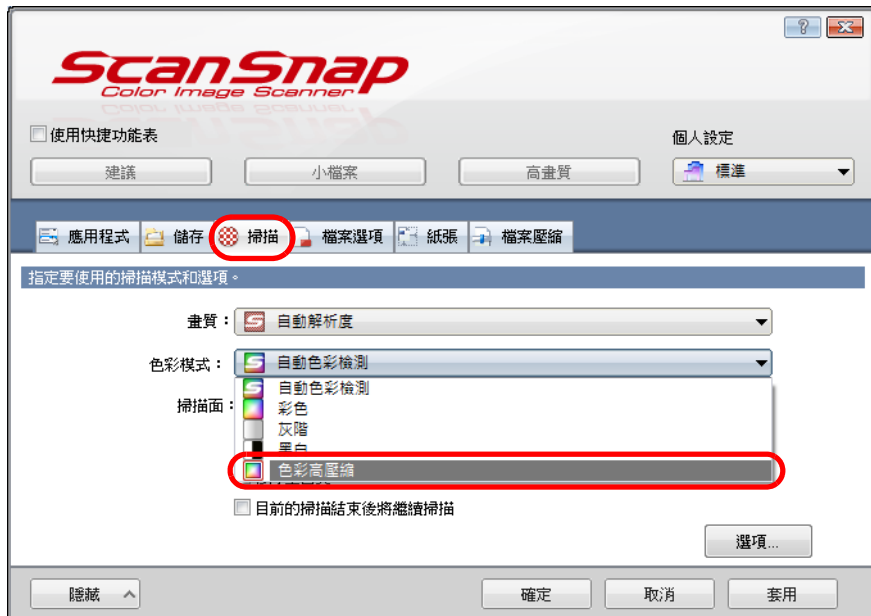 ScanSnap
Color Image Scanner
使用快捷功能表
個人設定
建議 小檔案 高畫質 標準
應用程式 儲存 掃描 檔案選項 紙張 檔案壓縮
指定要使用的掃描模式和選項。
畫質： 自動解析度
色彩模式： 自動色彩檢測
自動色彩檢測
掃描面： 彩色
灰階
黑白
色彩高壓縮
目前的掃描結束後將繼續掃描
選項...
隱藏 確定 取消 套用